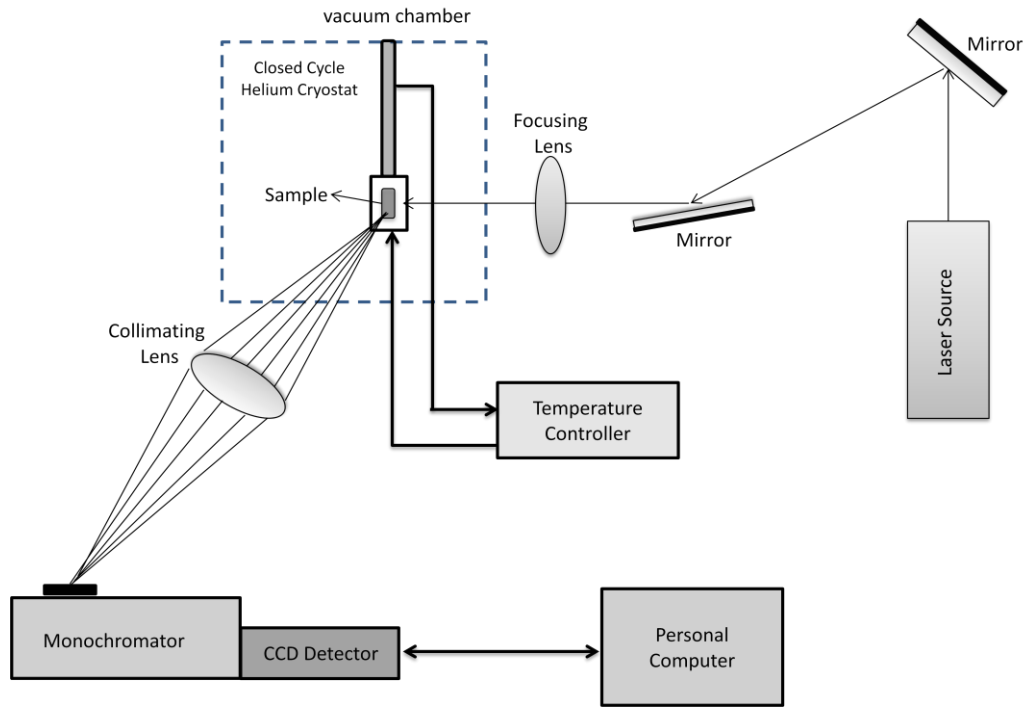 vacuum chamber
Closed Cycle
Helium Cryostat
Mirror
Focusing
Lens
Sample
Mirror
Laser Source
Collimating
Lens
Temperature
Controller
Monochromator
CCD Detector
Personal
Computer